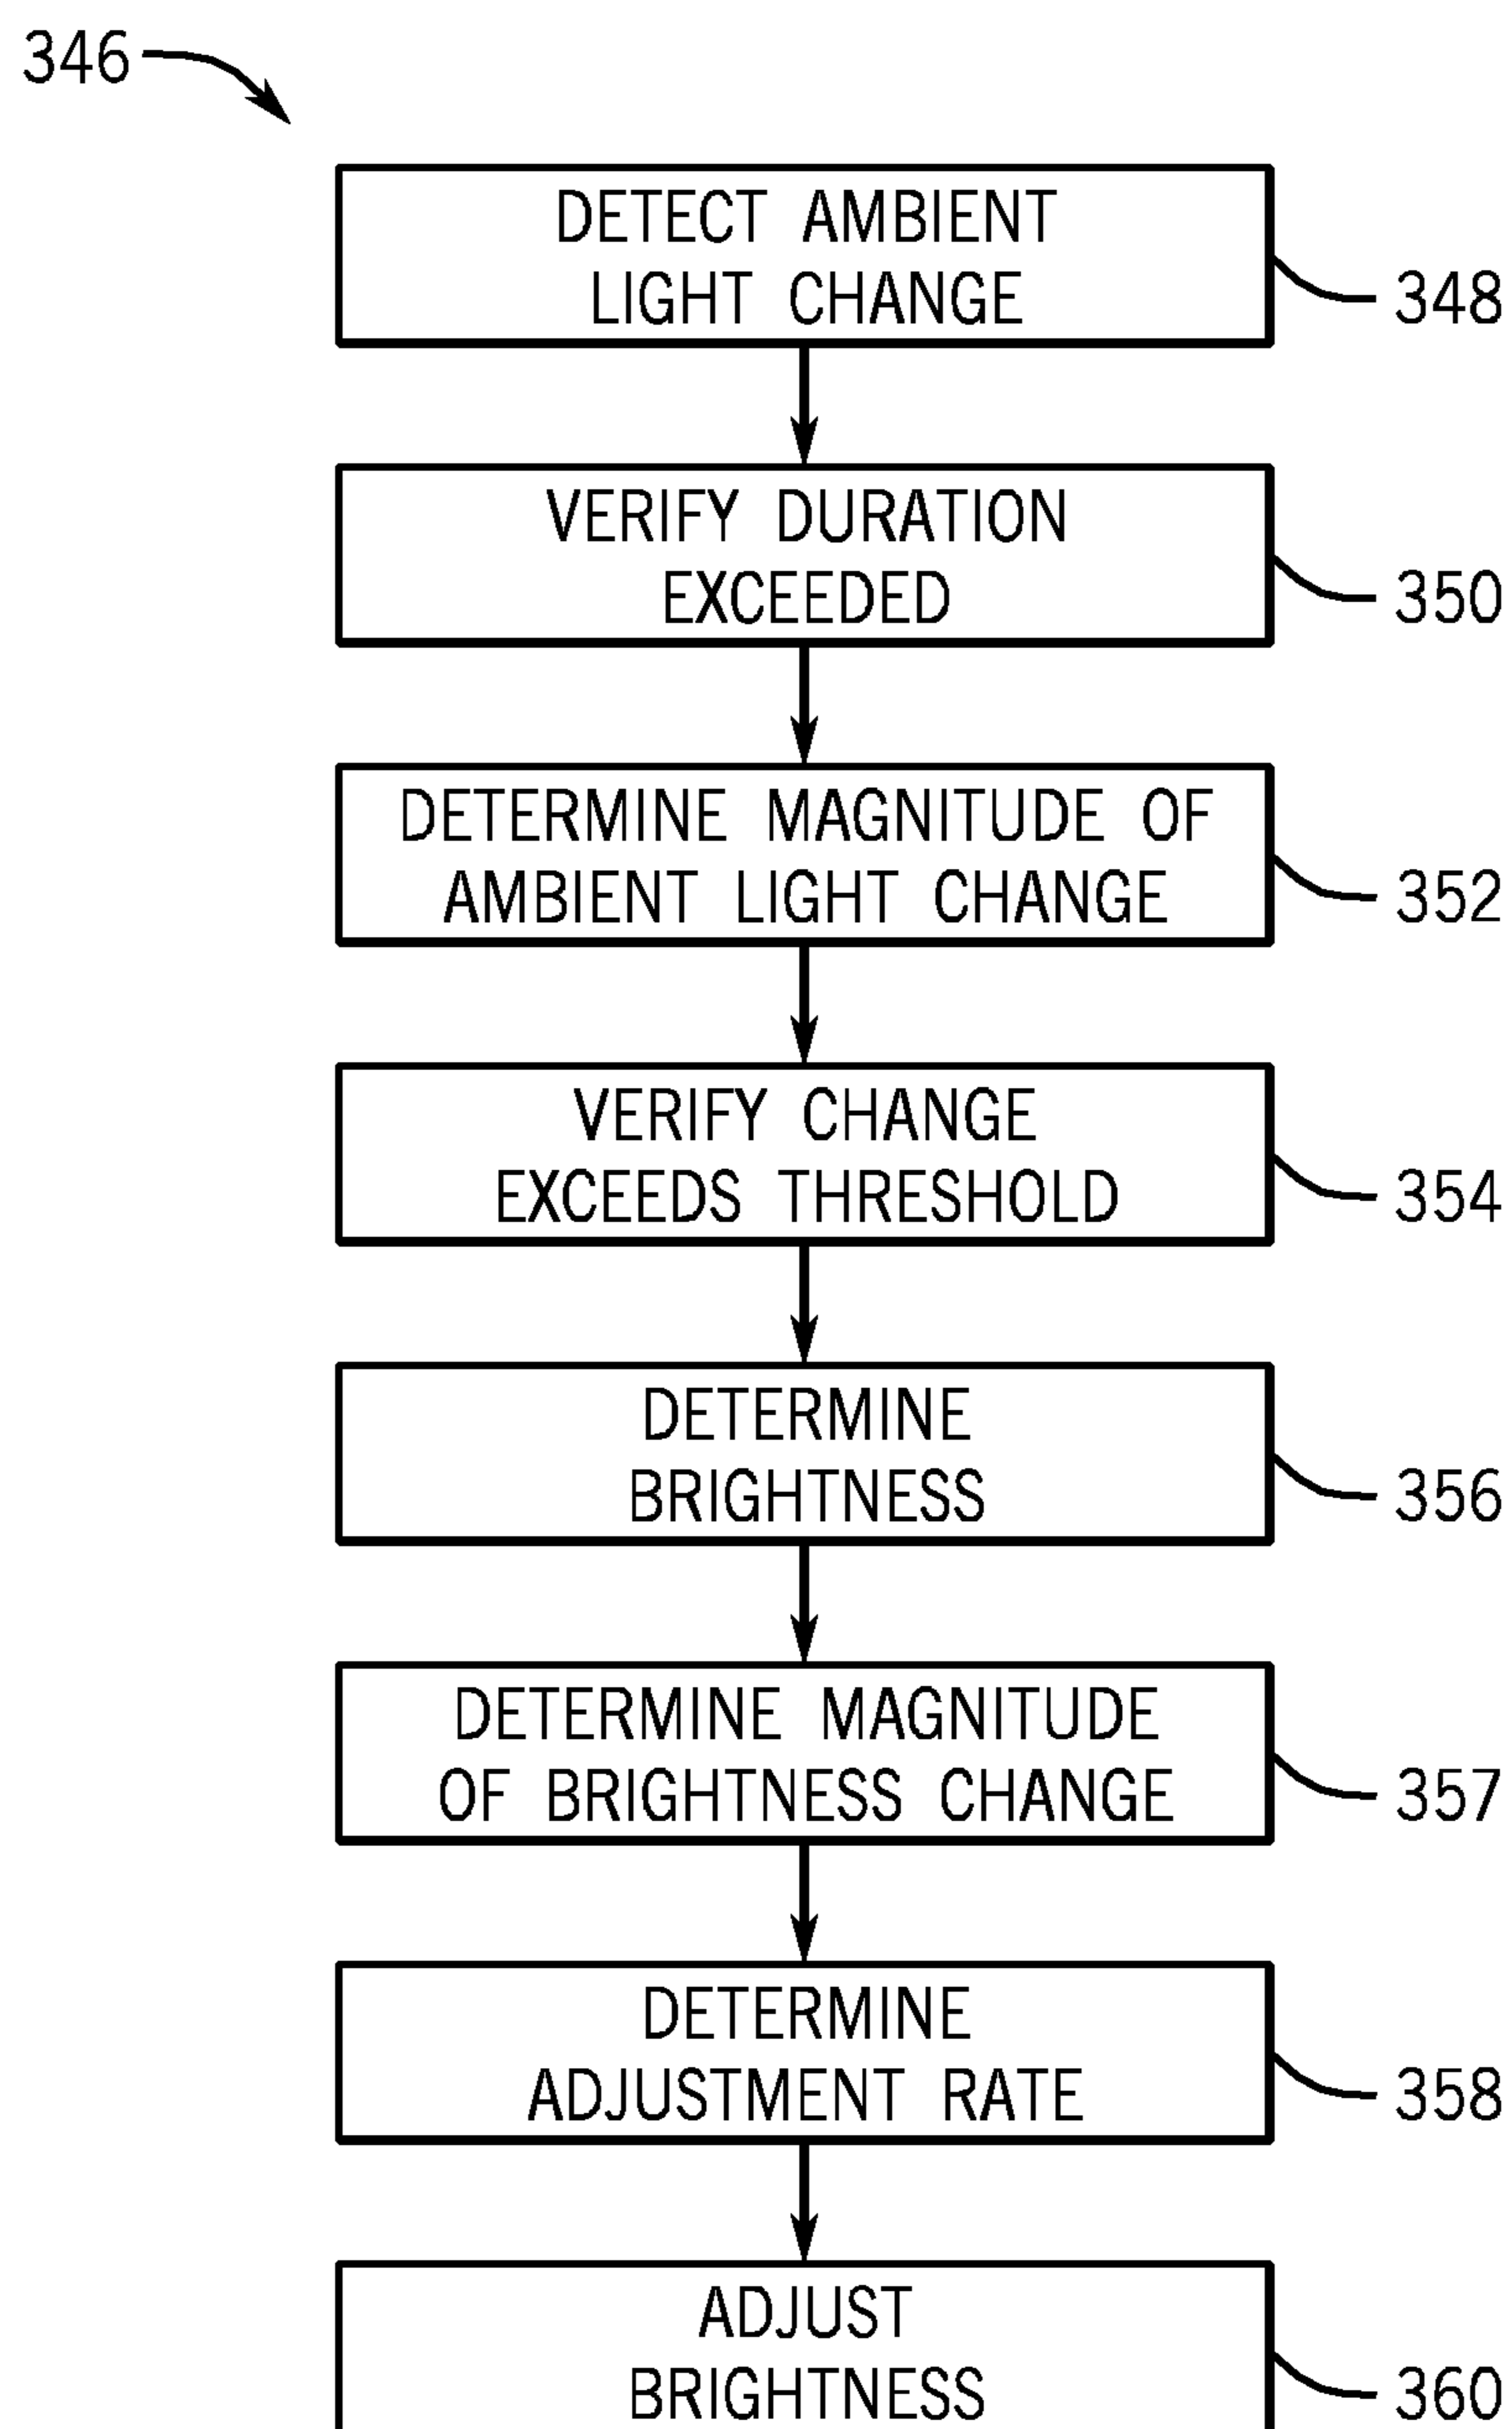 346
DETECT AMBIENT
LIGHT CHANGE
348
VERIFY DURATION
EXCEEDED
350
DETERMINE MAGNITUDE OF
AMBIENT LIGHT CHANGE
352
VERIFY CHANGE
EXCEEDS THRESHOLD
354
DETERMINE
BRIGHTNESS
356
DETERMINE MAGNITUDE
OF BRIGHTNESS CHANGE
357
DETERMINE
ADJUSTMENT RATE
358
ADJUST
BRIGHTNESS
360